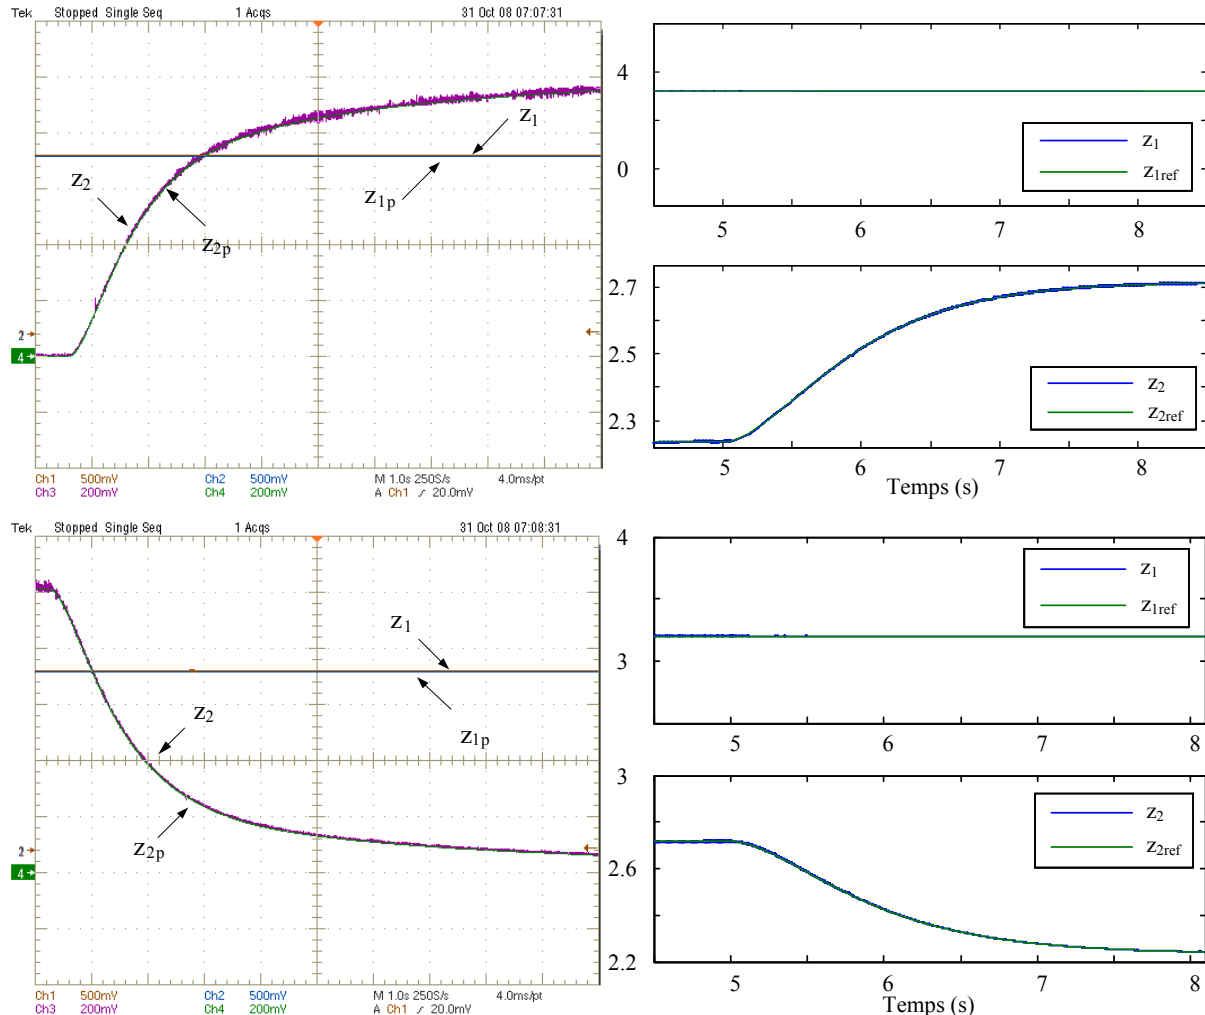 Tek Stopped Single Seq 1 Acqs 31 Oct 08 07:07:31
z1
z2
z1p
z2p
2
4
Ch1 500mV Ch2 500mV M 1.0s 250S/s 4.0ms/pt
Ch3 200mV Ch4 200mV A Ch1 / 20.0mV
4
0
z1
z1ref
5 6 7 8
2.7
2.5
2.3
z2
z2ref
5 6 7 8
Temps (s)
Tek Stopped Single Seq 1 Acqs 31 Oct 08 07:08:31
z1
z2
z1p
z2p
2
4
Ch1 500mV Ch2 500mV M 1.0s 250S/s 4.0ms/pt
Ch3 200mV Ch4 200mV A Ch1 / 20.0mV
4
3
z1
z1ref
5 6 7 8
3
2.6
2.2
z2
z2ref
5 6 7 8
Temps (s)